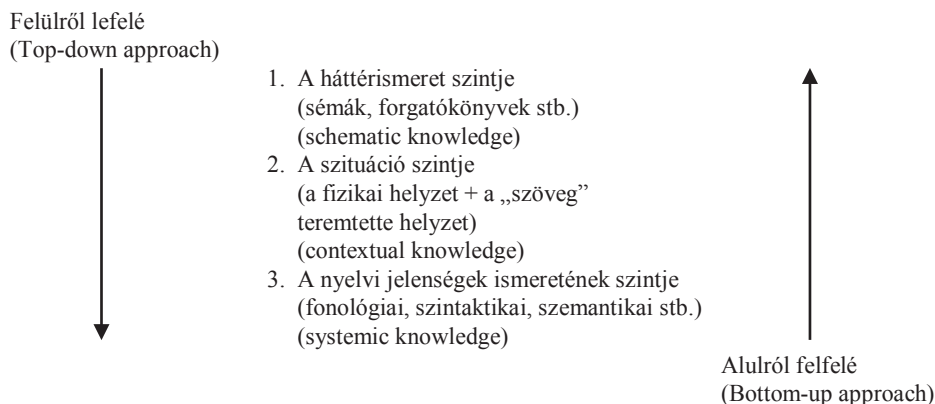 Felülről lefelé
(Top-down approach)
1. A háttérismeret szintje
(sémák, forgatókönyvek stb.)
(schematic knowledge)
2. A szituáció szintje
(a fizikai helyzet + a „szöveg”
teremtette helyzet)
(contextual knowledge)
3. A nyelvi jelenségek ismeretének szintje
(fonológiai, szintaktikai, szemantikai stb.)
(systemic knowledge)
Alulról felfelé
(Bottom-up approach)